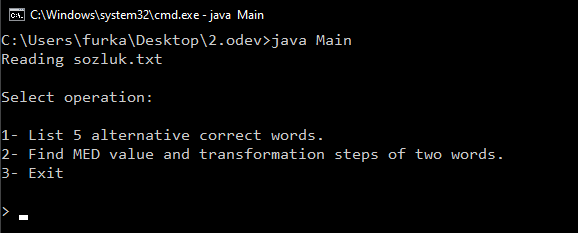 C:\Windows\system32\cmd.exe - java Main
C:\Users\furka\Desktop\2.odev>java Main
Reading sozluk.txt
Select operation:
1- List 5 alternative correct words.
2- Find MED value and transformation steps of two words.
3- Exit
> _